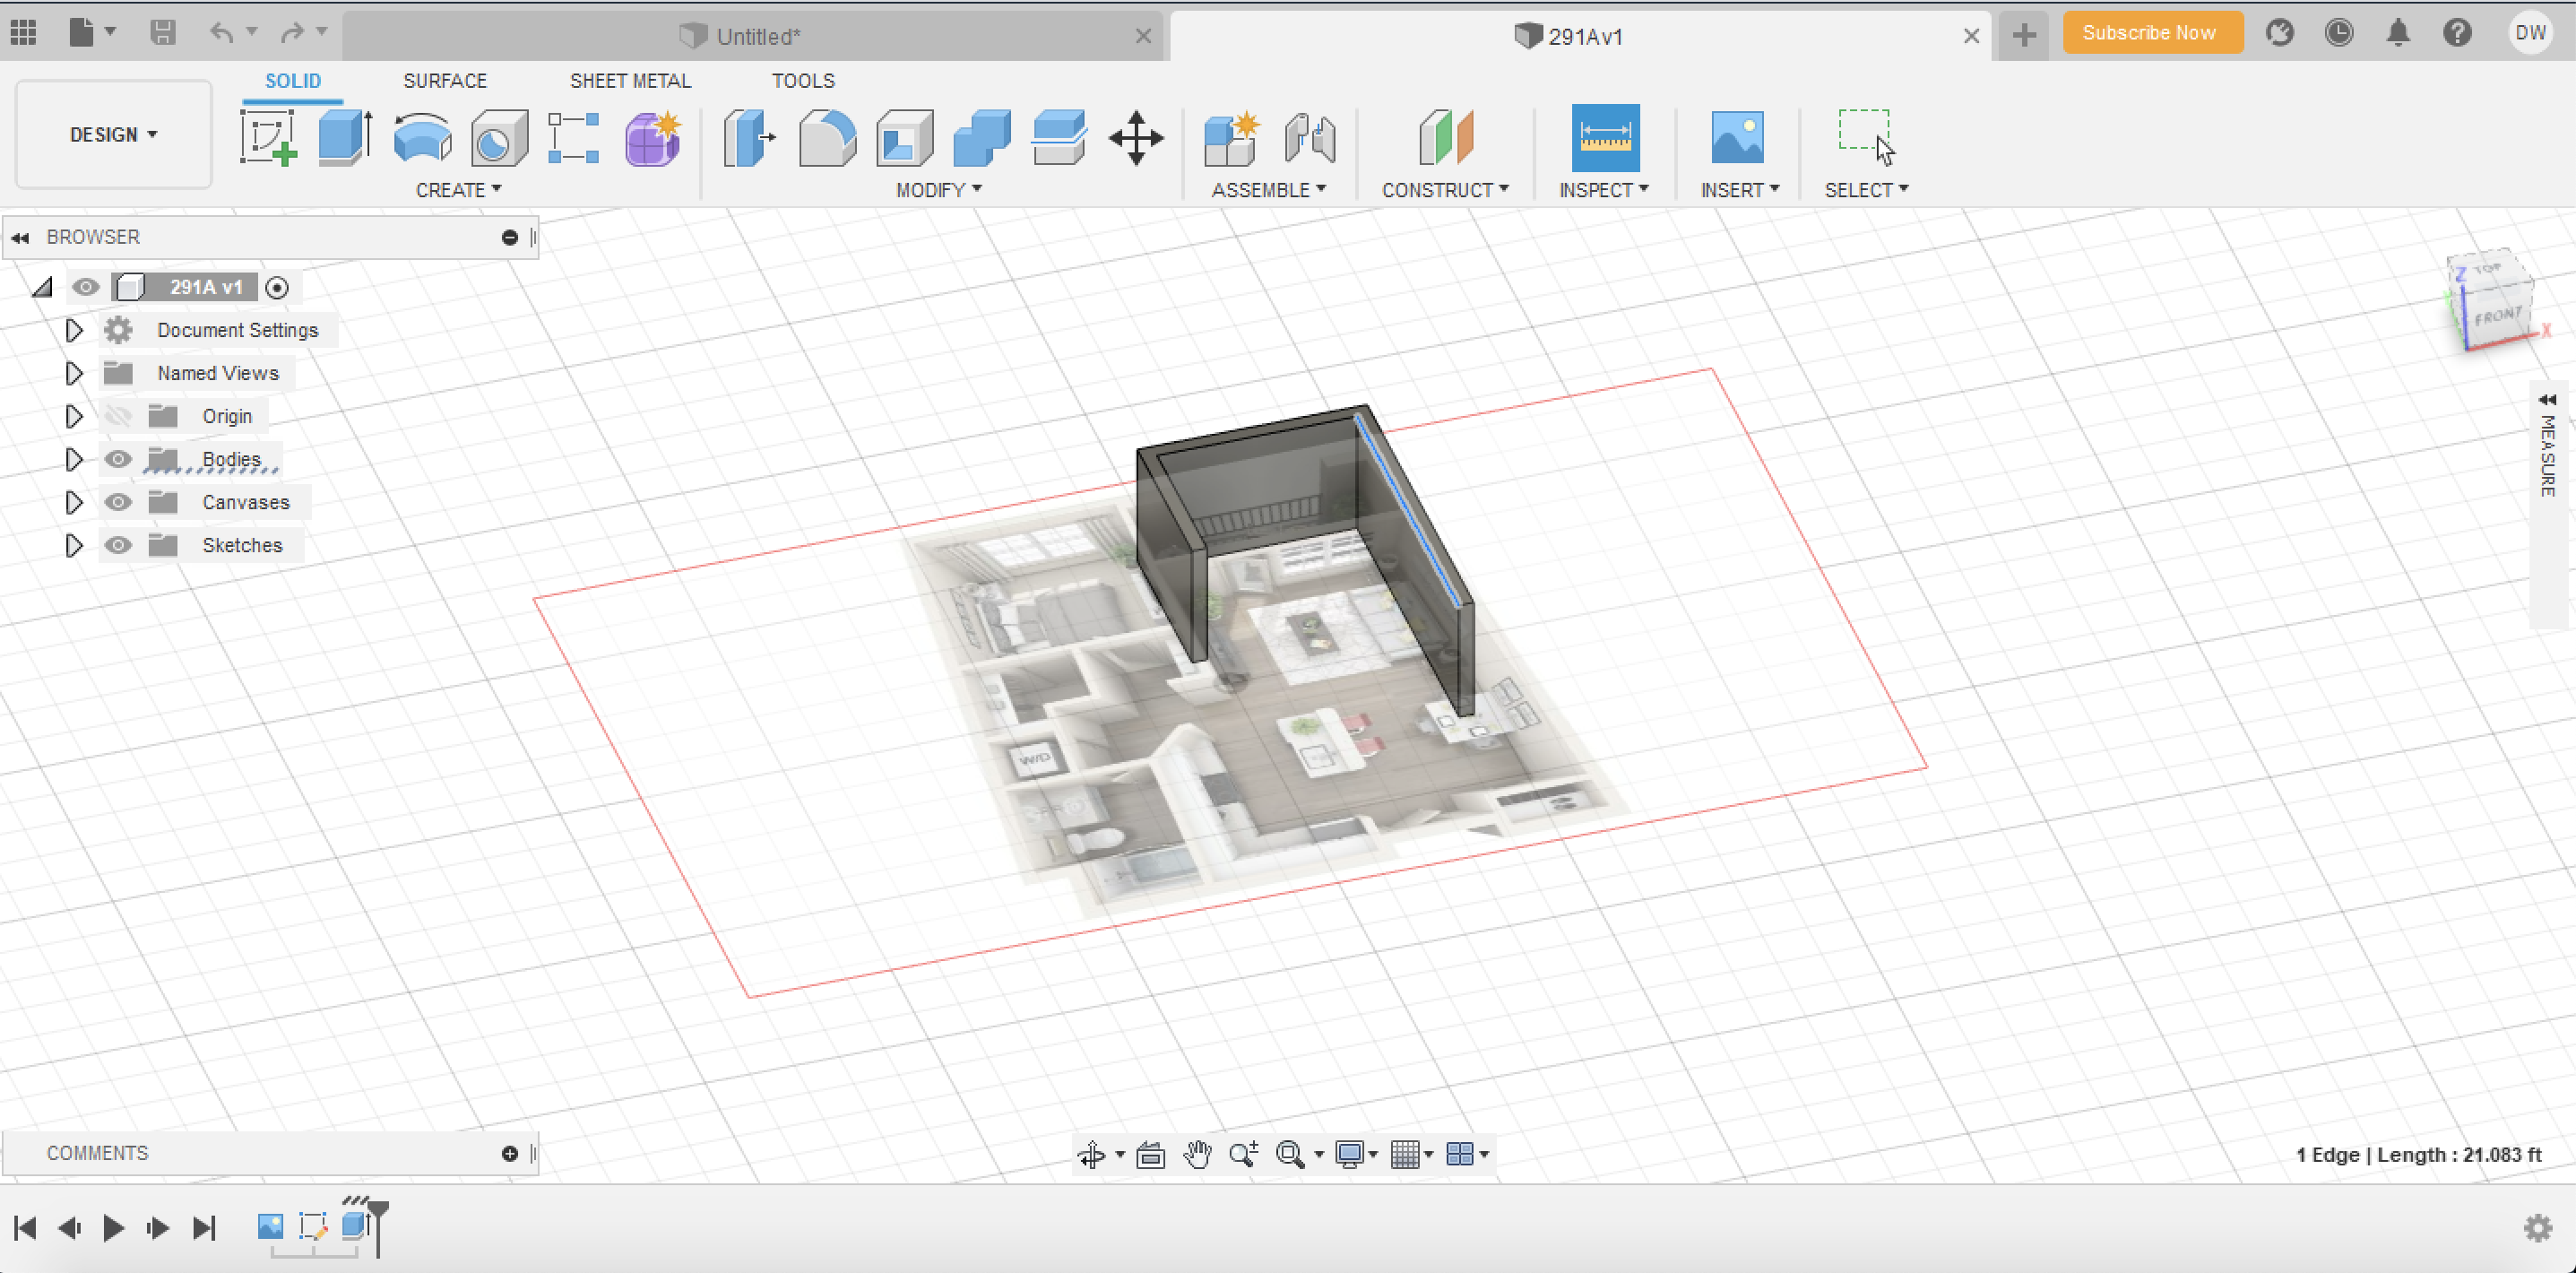 Untitled*
291A v1
Subscribe Now
DW
SOLID
SURFACE
SHEET METAL
TOOLS
DESIGN
CREATE
MODIFY
ASSEMBLE
CONSTRUCT
INSPECT
INSERT
SELECT
BROWSER
291A v1
Document Settings
Named Views
Origin
Bodies
Canvases
Sketches
Z
TOP
FRONT
X
MEASURE
W/D
COMMENTS
1 Edge | Length : 21.083 ft